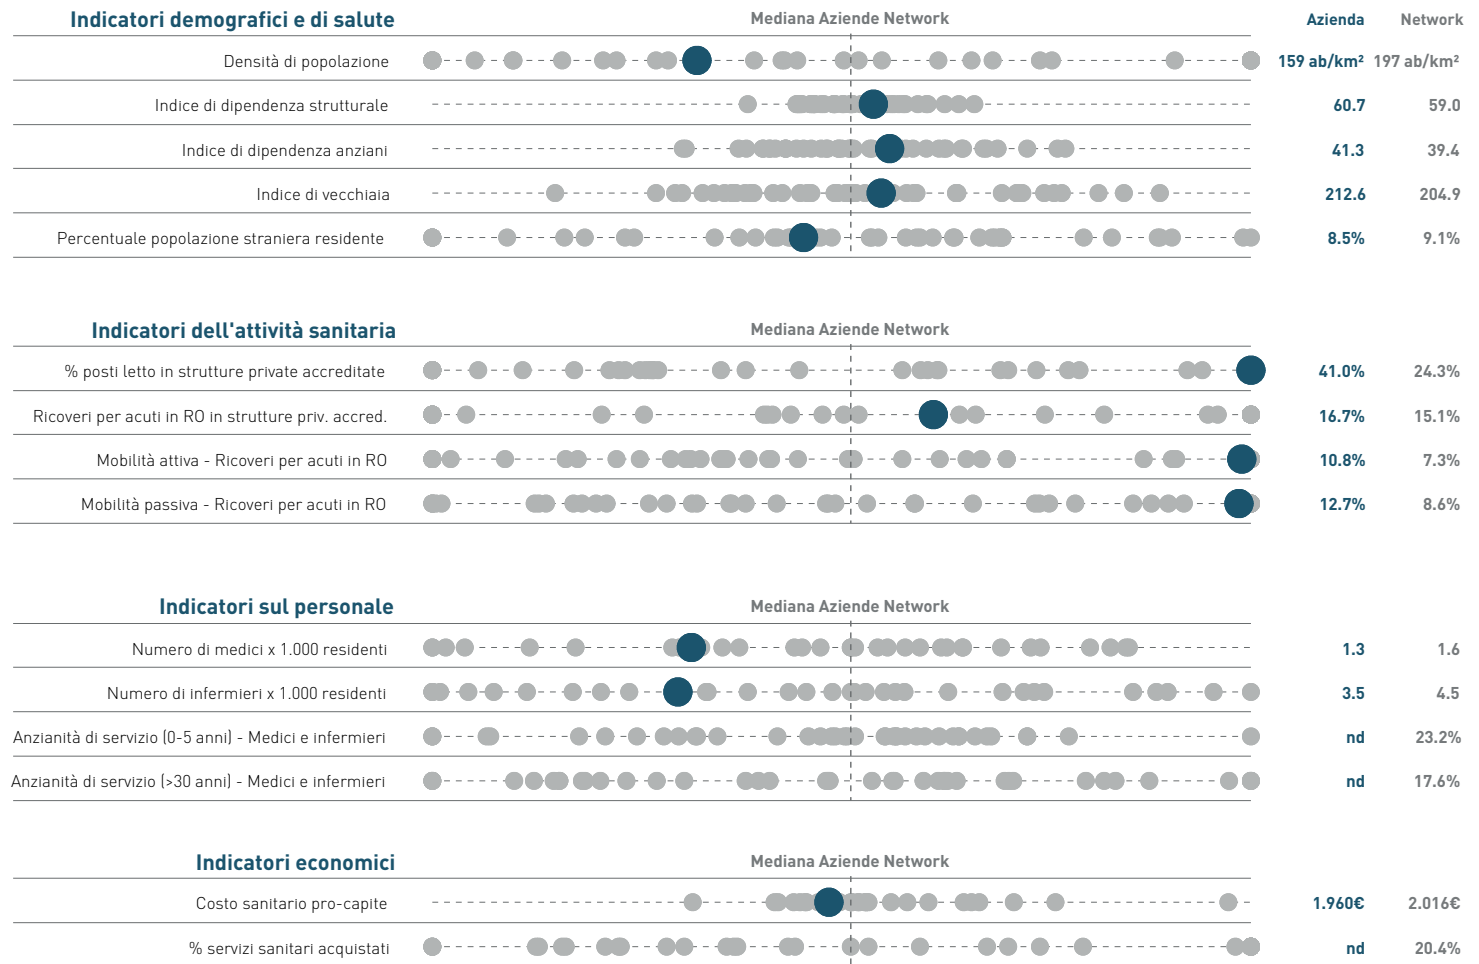 Indicatori demografici e di salute Mediana Aziende Network Azienda Network
Densità di popolazione 159 ab/km² 197 ab/km²
Indice di dipendenza strutturale 60.7 59.0
Indice di dipendenza anziani 41.3 39.4
Indice di vecchiaia 212.6 204.9
Percentuale popolazione straniera residente 8.5% 9.1%
Indicatori dell'attività sanitaria Mediana Aziende Network
% posti letto in strutture private accreditate 41.0% 24.3%
Ricoveri per acuti in RO in strutture priv. accred. 16.7% 15.1%
Mobilità attiva - Ricoveri per acuti in RO 10.8% 7.3%
Mobilità passiva - Ricoveri per acuti in RO 12.7% 8.6%
Indicatori sul personale Mediana Aziende Network
Numero di medici x 1.000 residenti 1.3 1.6
Numero di infermieri x 1.000 residenti 3.5 4.5
Anzianità di servizio (0-5 anni) - Medici e infermieri nd 23.2%
Anzianità di servizio (>30 anni) - Medici e infermieri nd 17.6%
Indicatori economici Mediana Aziende Network
Costo sanitario pro-capite 1.960€ 2.016€
% servizi sanitari acquistati nd 20.4%